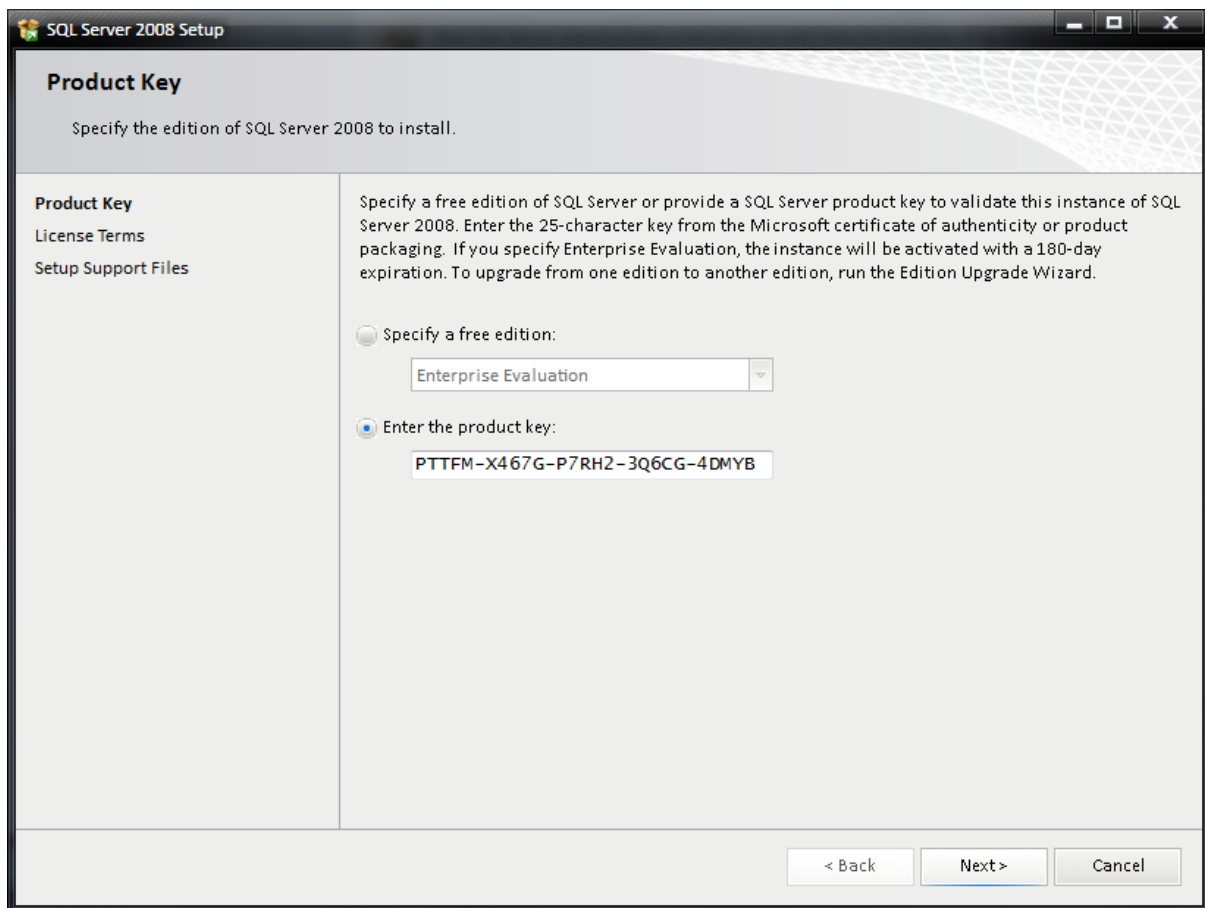 SQL Server 2008 Setup
Product Key
Specify the edition of SQL Server 2008 to install.
Product Key
License Terms
Setup Support Files
Specify a free edition of SQL Server or provide a SQL Server product key to validate this instance of SQL
Server 2008. Enter the 25-character key from the Microsoft certificate of authenticity or product
packaging. If you specify Enterprise Evaluation, the instance will be activated with a 180-day
expiration. To upgrade from one edition to another edition, run the Edition Upgrade Wizard.
Specify a free edition:
Enterprise Evaluation
Enter the product key:
PTTFM-X467G-P7RH2-3Q6CG-4DMYB
< Back
Next >
Cancel